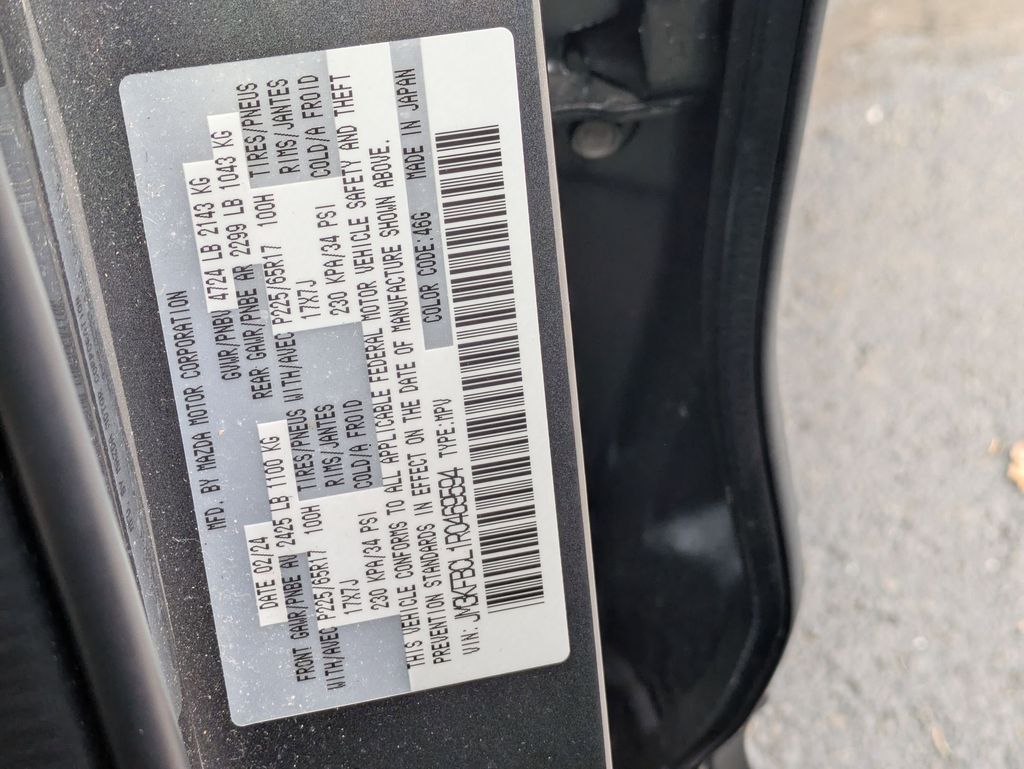 MFD. BY MAZDA MOTOR CORPORATION
DATE 02/24 GVWR/PNBV 4724 LB 2143 KG
FRONT GAWR/PNBE AV 2425 LB 1100 KG REAR GAWR/PNBE AR 2299 LB 1043 KG
WITH/AVEC P225/65R17 100H TIRES/PNEUS WITH/AVEC P225/65R17 100H TIRES/PNEUS
17X7J RIMS/JANTES 17X7J RIMS/JANTES
230 KPA/34 PSI COLD/A FROID 230 KPA/34 PSI COLD/A FROID
THIS VEHICLE CONFORMS TO ALL APPLICABLE FEDERAL MOTOR VEHICLE SAFETY AND THEFT
PREVENTION STANDARDS IN EFFECT ON THE DATE OF MANUFACTURE SHOWN ABOVE.
VIN: JM3KFBCL1R0469594 TYPE:MPV COLOR CODE:46G MADE IN JAPAN